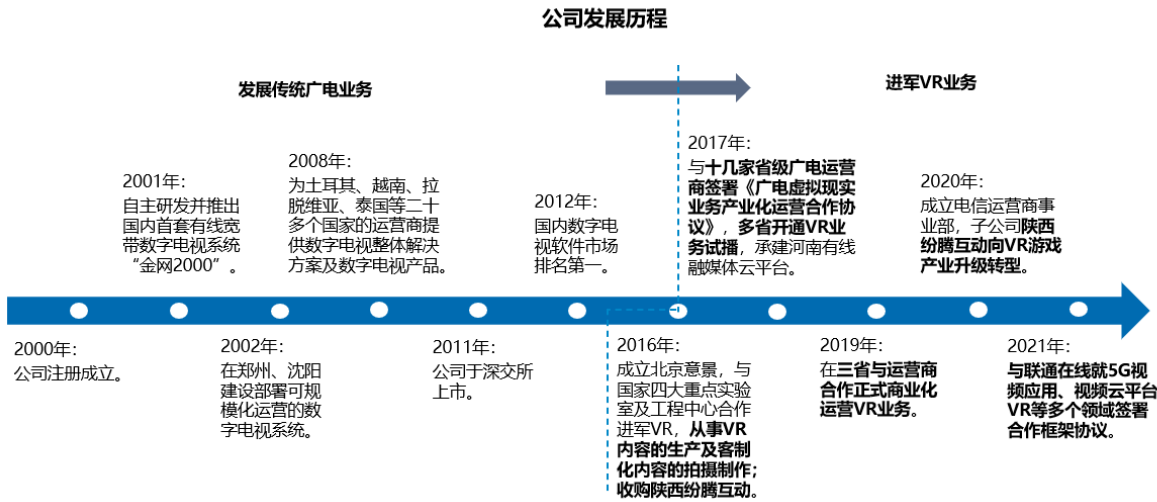 公司发展历程
发展传统广电业务
进军VR业务
2000年：
公司注册成立。
2001年：
自主研发并推出
国内首套有线宽
带数字电视系统
“金网2000”。
2002年：
在郑州、沈阳
建设部署可规
模化运营的数
字电视系统。
2008年：
为土耳其、越南、拉
脱维亚、泰国等二十
多个国家的运营商提
供数字电视整体解决
方案及数字电视产品。
2011年：
公司于深交所
上市。
2012年：
国内数字电
视软件市场
排名第一。
2016年：
成立北京意景，与
国家四大重点实验
室及工程中心合作
进军VR，从事VR
内容的生产及客制
化内容的拍摄制作；
收购陕西纷腾互动。
2017年：
与十几家省级广电运营
商签署《广电虚拟现实
业务产业化运营合作协
议》，多省开通VR业
务试播，承建河南有线
融媒体云平台。
2019年：
在三省与运营商
合作正式商业化
运营VR业务。
2020年：
成立电信运营商事
业部，子公司陕西
纷腾互动向VR游戏
产业升级转型。
2021年：
与联通在线就5G视
频应用、视频云平台
VR等多个领域签署
合作框架协议。